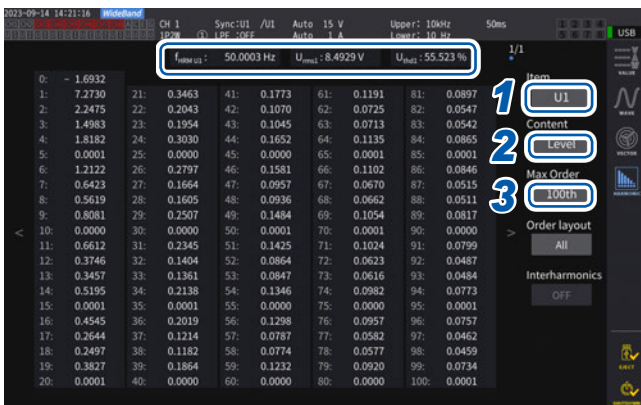 2023-09-14 14:21:16 WideBand
CH 1 Sync:U1 /U1 Auto 15 V Upper: 10kHz 50ms
1P2W ① LPF :OFF Auto 1 A Lower: 10 Hz
USB
fHRM U1 : 50.0003 Hz Urms1 : 8.4929 V Uthd1 : 55.523 %
1/1
0: - 1.6932
1: 7.2730 21: 0.3463 41: 0.1773 61: 0.1191 81: 0.0897
2: 2.2475 22: 0.2042 42: 0.1070 62: 0.0725 82: 0.0547
3: 1.4983 23: 0.1954 43: 0.1045 63: 0.0713 83: 0.0542
4: 1.8182 24: 0.3030 44: 0.1652 64: 0.1135 84: 0.0865
5: 0.0001 25: 0.0000 45: 0.0000 65: 0.0001 85: 0.0001
6: 1.2122 26: 0.2797 46: 0.1581 66: 0.1102 86: 0.0846
7: 0.6423 27: 0.1664 47: 0.0957 67: 0.0670 87: 0.0515
8: 0.5619 28: 0.1605 48: 0.0936 68: 0.0662 88: 0.0511
9: 0.8081 29: 0.2507 49: 0.1484 69: 0.1054 89: 0.0817
< 10: 0.0000 30: 0.0000 50: 0.0001 70: 0.0001 90: 0.0000 >
11: 0.6612 31: 0.2345 51: 0.1425 71: 0.1024 91: 0.0799
12: 0.3746 32: 0.1404 52: 0.0864 72: 0.0623 92: 0.0487
13: 0.3457 33: 0.1361 53: 0.0847 73: 0.0616 93: 0.0484
14: 0.5195 34: 0.2138 54: 0.1346 74: 0.0982 94: 0.0773
15: 0.0001 35: 0.0001 55: 0.0000 75: 0.0000 95: 0.0001
16: 0.4545 36: 0.2019 56: 0.1298 76: 0.0957 96: 0.0757
17: 0.2644 37: 0.1214 57: 0.0787 77: 0.0582 97: 0.0462
18: 0.2497 38: 0.1182 58: 0.0774 78: 0.0577 98: 0.0459
19: 0.3827 39: 0.1864 59: 0.1232 79: 0.0920 99: 0.0734
20: 0.0001 40: 0.0000 60: 0.0000 80: 0.0000 100: 0.0001
Item
1 U1
Content
2 Level
Max Order
3 100th
Order layout
All
Interharmonics
OFF
VALUE
WAVE
VECTOR
HARMONIC
EJECT
SHUTDOWN